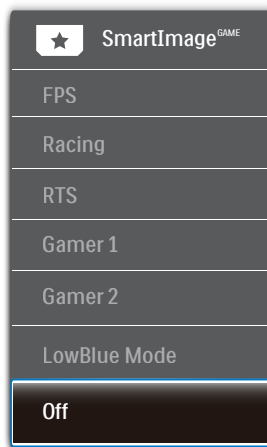 SmartImage GAME
FPS
Racing
RTS
Gamer 1
Gamer 2
LowBlue Mode
Off